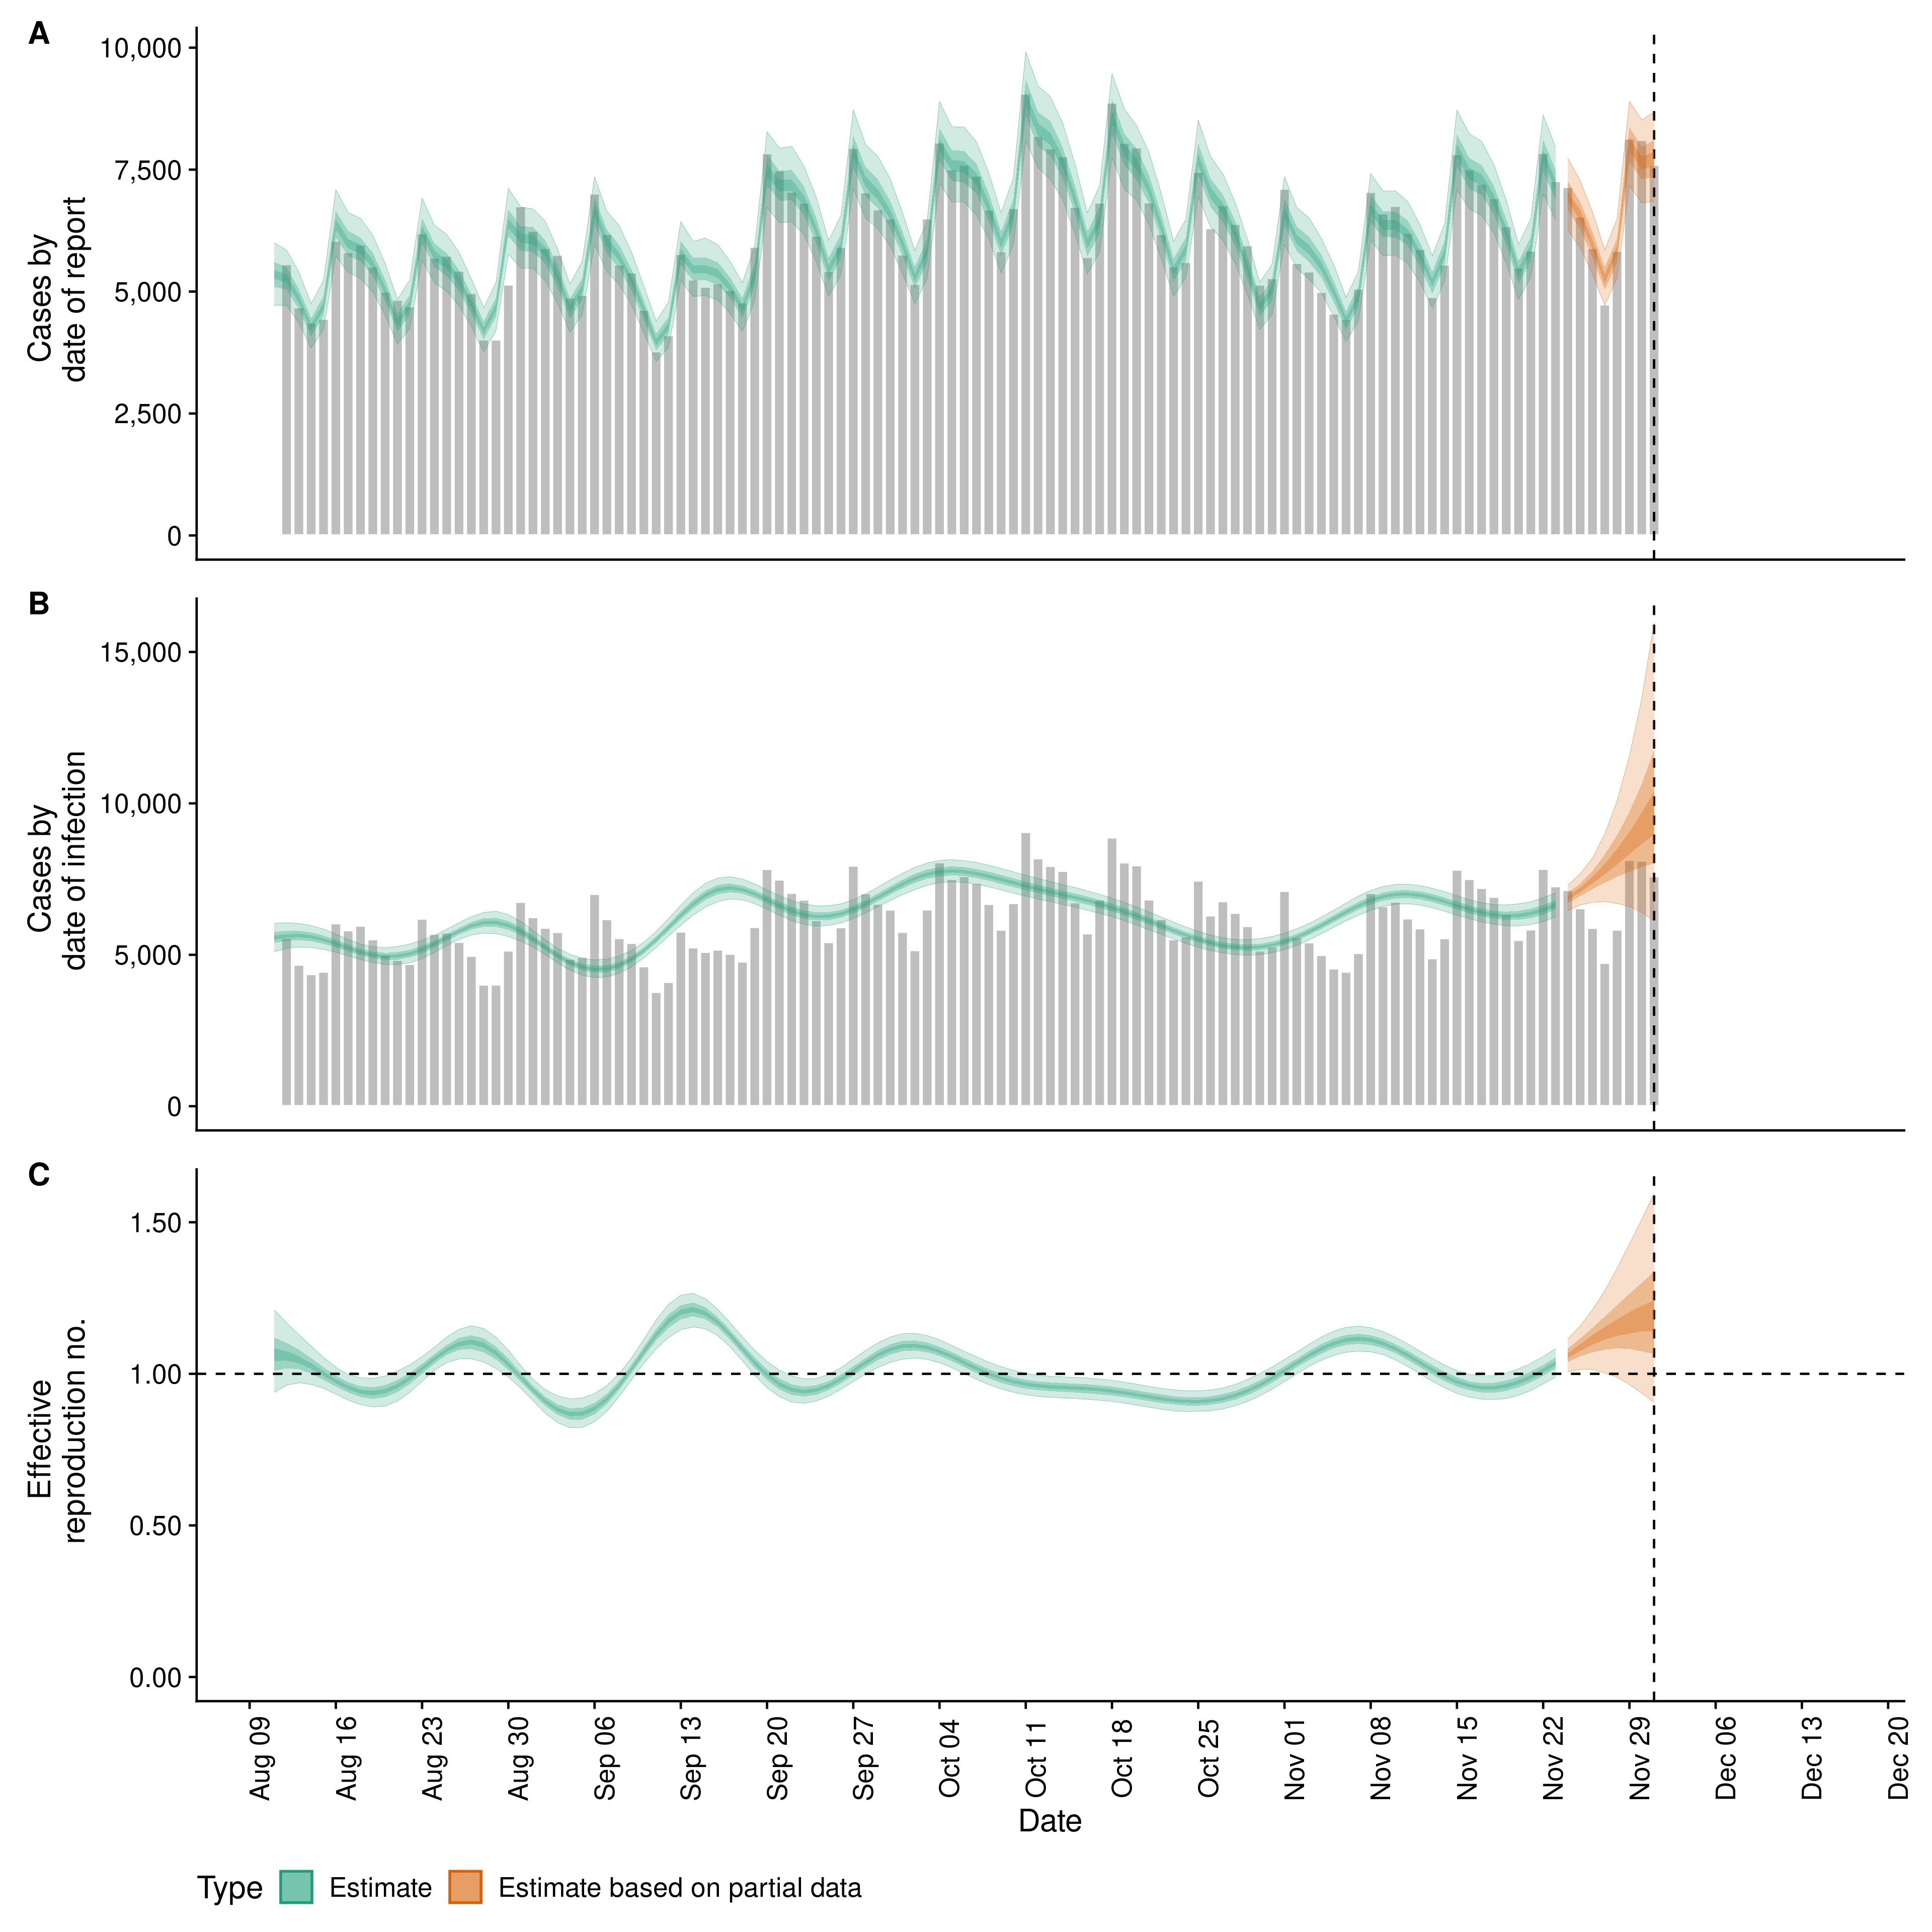 A
Cases by
date of report
10,000
7,500
5,000
2,500
0
B
Cases by
date of infection
15,000
10,000
5,000
0
C
Effective
reproduction no.
1.50
1.00
0.50
0.00
Aug 09
Aug 16
Aug 23
Aug 30
Sep 06
Sep 13
Sep 20
Sep 27
Oct 04
Oct 11
Oct 18
Oct 25
Nov 01
Nov 08
Nov 15
Nov 22
Nov 29
Dec 06
Dec 13
Dec 20
Date
Type Estimate Estimate based on partial data